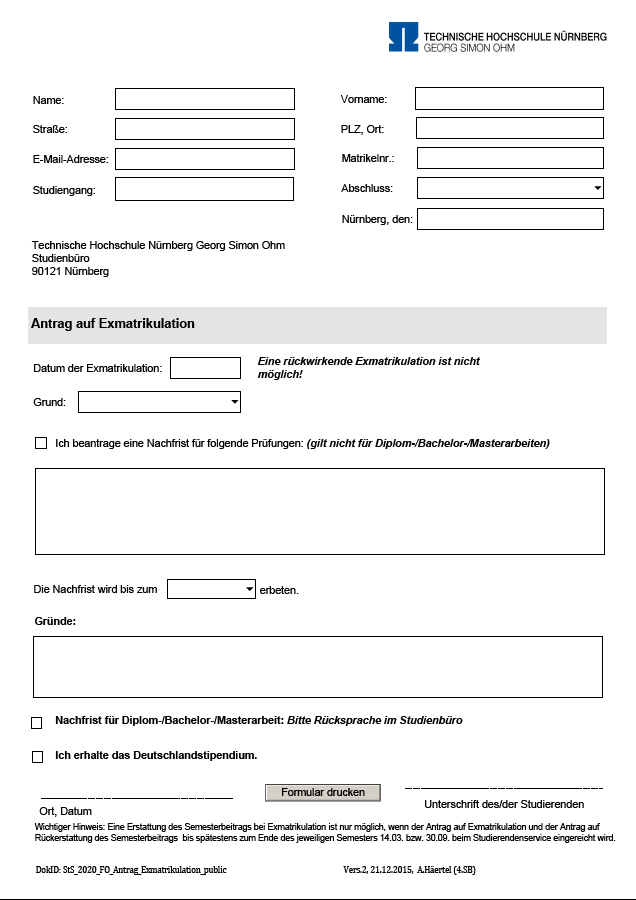 TECHNISCHE HOCHSCHULE NÜRNBERG
GEORG SIMON OHM
Name:
Vorname:
Straße:
PLZ, Ort:
E-Mail-Adresse:
Matrikelnr.:
Studiengang:
Abschluss:
Nürnberg, den:
Technische Hochschule Nürnberg Georg Simon Ohm
Studienbüro
90121 Nürnberg
Antrag auf Exmatrikulation
Datum der Exmatrikulation:
Eine rückwirkende Exmatrikulation ist nicht
möglich!
Grund:
Ich beantrage eine Nachfrist für folgende Prüfungen: (gilt nicht für Diplom-/Bachelor-/Masterarbeiten)
Die Nachfrist wird bis zum erbeten.
Gründe:
Nachfrist für Diplom-/Bachelor-/Masterarbeit: Bitte Rücksprache im Studienbüro
Ich erhalte das Deutschlandstipendium.
Formular drucken
Ort, Datum
Unterschrift des/der Studierenden
Wichtiger Hinweis: Eine Erstattung des Semesterbeitrags bei Exmatrikulation ist nur möglich, wenn der Antrag auf Exmatrikulation und der Antrag auf
Rückerstattung des Semesterbeitrags bis spätestens zum Ende des jeweiligen Semesters 14.03. bzw. 30.09. beim Studierendenservice eingereicht wird.
DokID: StS_2020_FO_Antrag_Exmatrikulation_public
Vers.2, 21.12.2015, A.Häertel (4.SB)